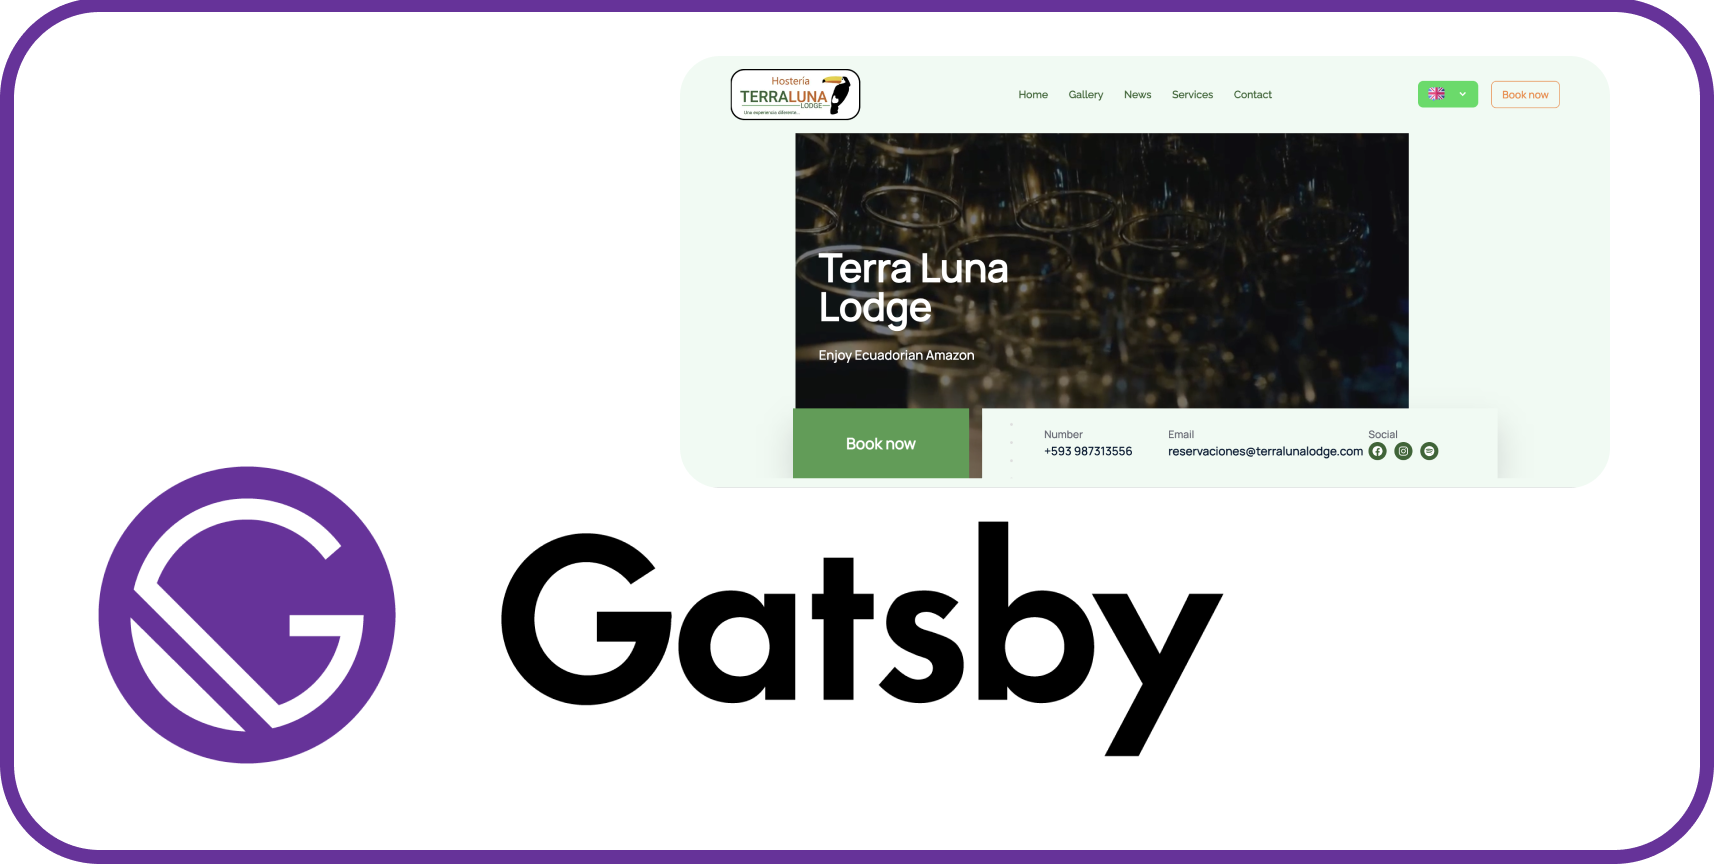 Hostería
TERRALUNA
LODGE
Una experiencia diferente...
Home Gallery News Services Contact
Book now
Terra Luna
Lodge
Enjoy Ecuadorian Amazon
Book now
Number Email Social
+593 987313556 reservaciones@terralunalodge.com
Gatsby